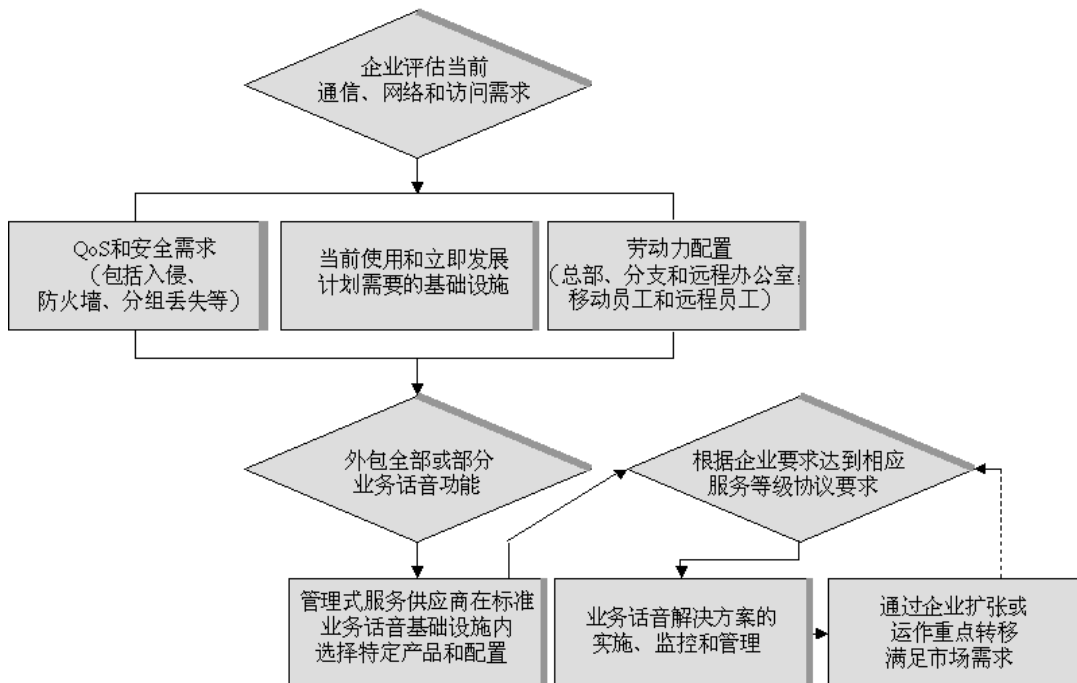 企业评估当前
通信、网络和访问需求
QoS和安全需求
（包括入侵、
防火墙、分组丢失等）
当前使用和立即发展
计划需要的基础设施
劳动力配置
（总部、分支和远程办公室；
移动员工和远程员工）
外包全部或部分
业务话音功能
根据企业要求达到相应
服务等级协议要求
管理式服务供应商在标准
业务话音基础设施内
选择特定产品和配置
业务话音解决方案的
实施、监控和管理
通过企业扩张或
运作重点转移
满足市场需求